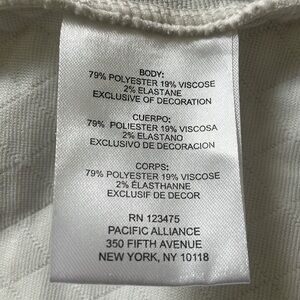 BODY:
79% POLYESTER 19% VISCOSE
2% ELASTANE
EXCLUSIVE OF DECORATION
CUERPO:
79% POLIESTER 19% VISCOSA
2% ELASTANO
EXCLUSIVO DE DECORACION
CORPS:
79% POLYESTER 19% VISCOSE
2% ÉLASTHANNE
EXCLUSIF DE DECOR
RN 123475
PACIFIC ALLIANCE
350 FIFTH AVENUE
NEW YORK, NY 10118